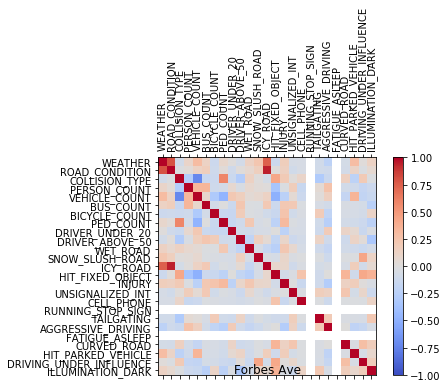 WEATHER
ROAD_CONDITION
COLLISION_TYPE
PERSON_COUNT
VEHICLE_COUNT
BUS_COUNT
BICYCLE_COUNT
PED_COUNT
DRIVER_UNDER_20
DRIVER_ABOVE_50
WET_ROAD
SNOW_SLUSH_ROAD
ICY_ROAD
HIT_FIXED_OBJECT
INJURY
UNSIGNALIZED_INT
CELL_PHONE
RUNNING_STOP_SIGN
TAILGATING
AGGRESSIVE_DRIVING
FATIGUE_ASLEEP
CURVED_ROAD
HIT_PARKED_VEHICLE
DRIVING_UNDER_INFLUENCE
ILLUMINATION_DARK
WEATHER
ROAD_CONDITION
COLLISION_TYPE
PERSON_COUNT
VEHICLE_COUNT
BUS_COUNT
BICYCLE_COUNT
PED_COUNT
DRIVER_UNDER_20
DRIVER_ABOVE_50
WET_ROAD
SNOW_SLUSH_ROAD
ICY_ROAD
HIT_FIXED_OBJECT
INJURY
UNSIGNALIZED_INT
CELL_PHONE
RUNNING_STOP_SIGN
TAILGATING
AGGRESSIVE_DRIVING
FATIGUE_ASLEEP
CURVED_ROAD
HIT_PARKED_VEHICLE
DRIVING_UNDER_INFLUENCE
ILLUMINATION_DARK
Forbes Ave
1.00
0.75
0.50
0.25
0.00
−0.25
−0.50
−0.75
−1.00